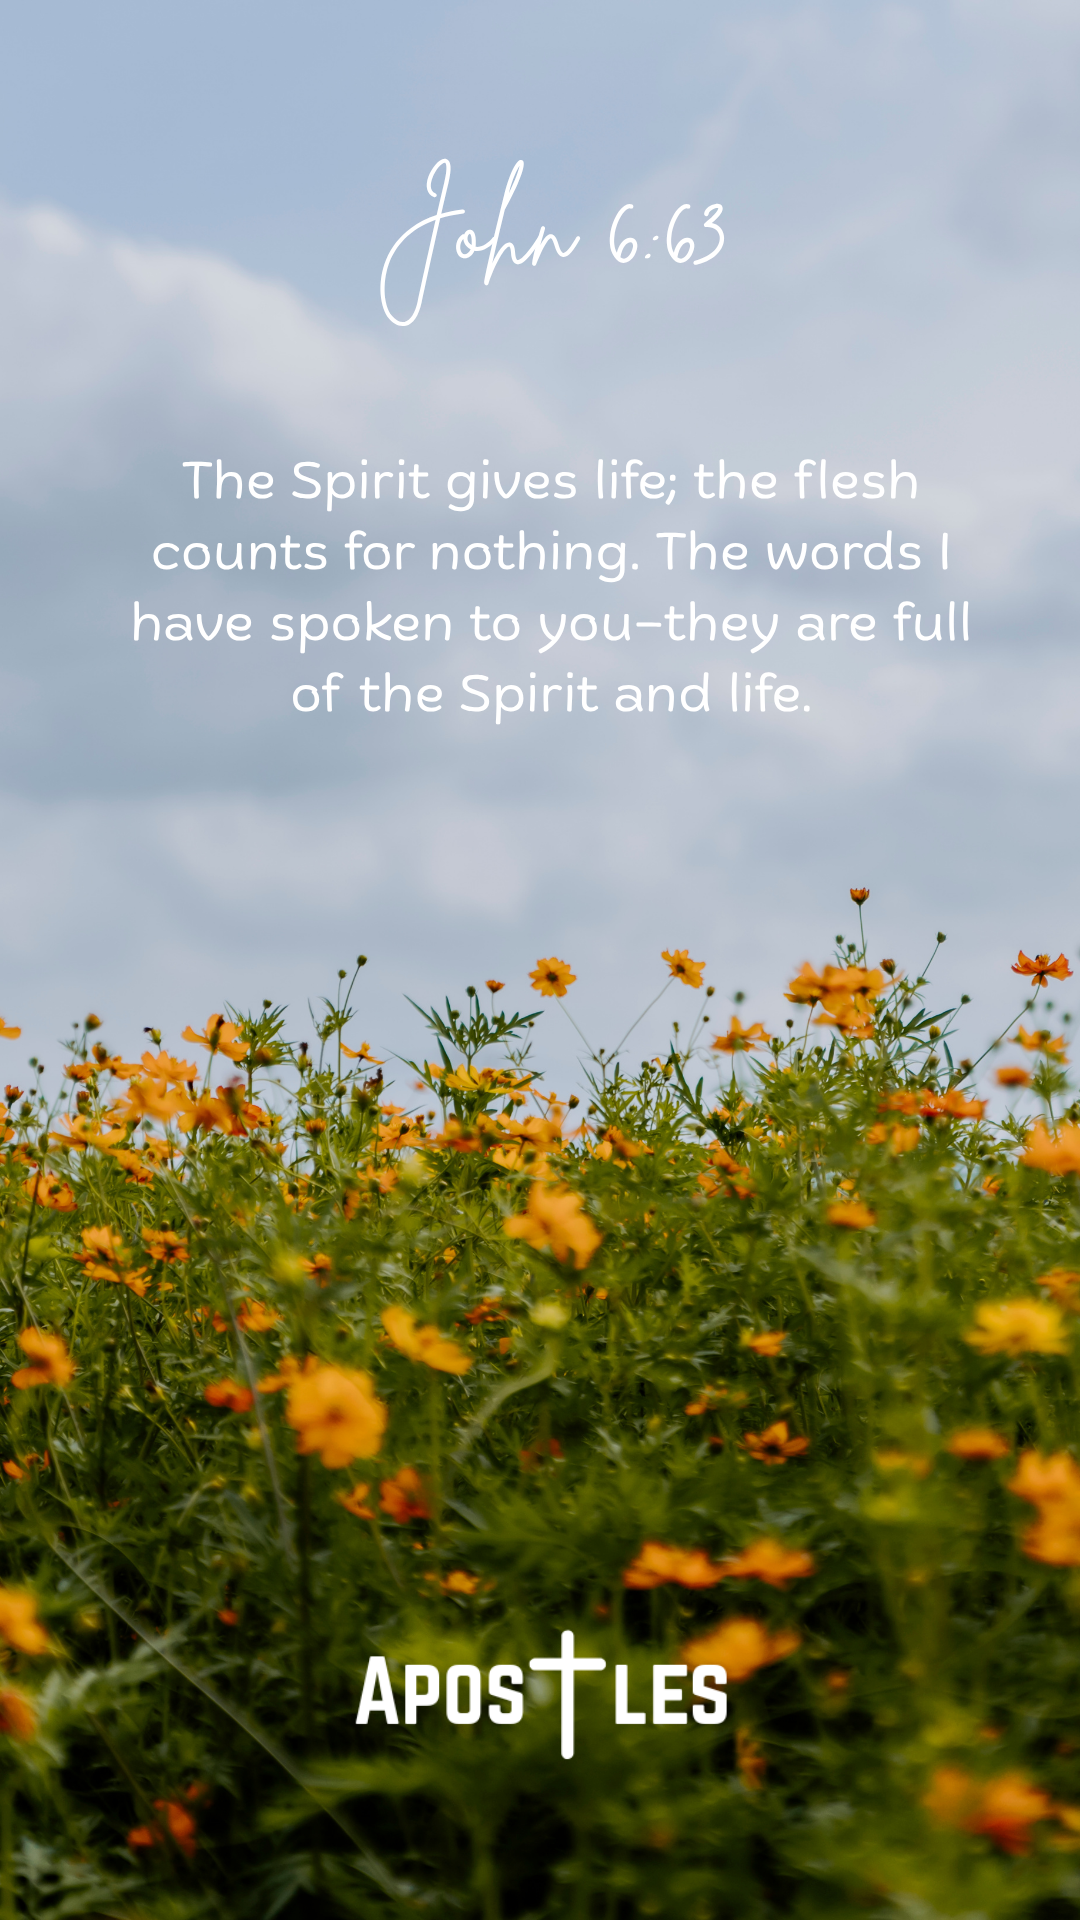 John 6:63
The Spirit gives life; the flesh
counts for nothing. The words I
have spoken to you–they are full
of the Spirit and life.
APOSTLES